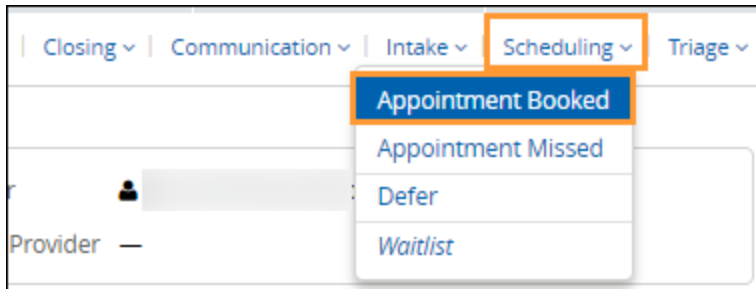 Closing Communication Intake Scheduling Triage
Appointment Booked
Appointment Missed
r :
Defer
Provider —
Waitlist